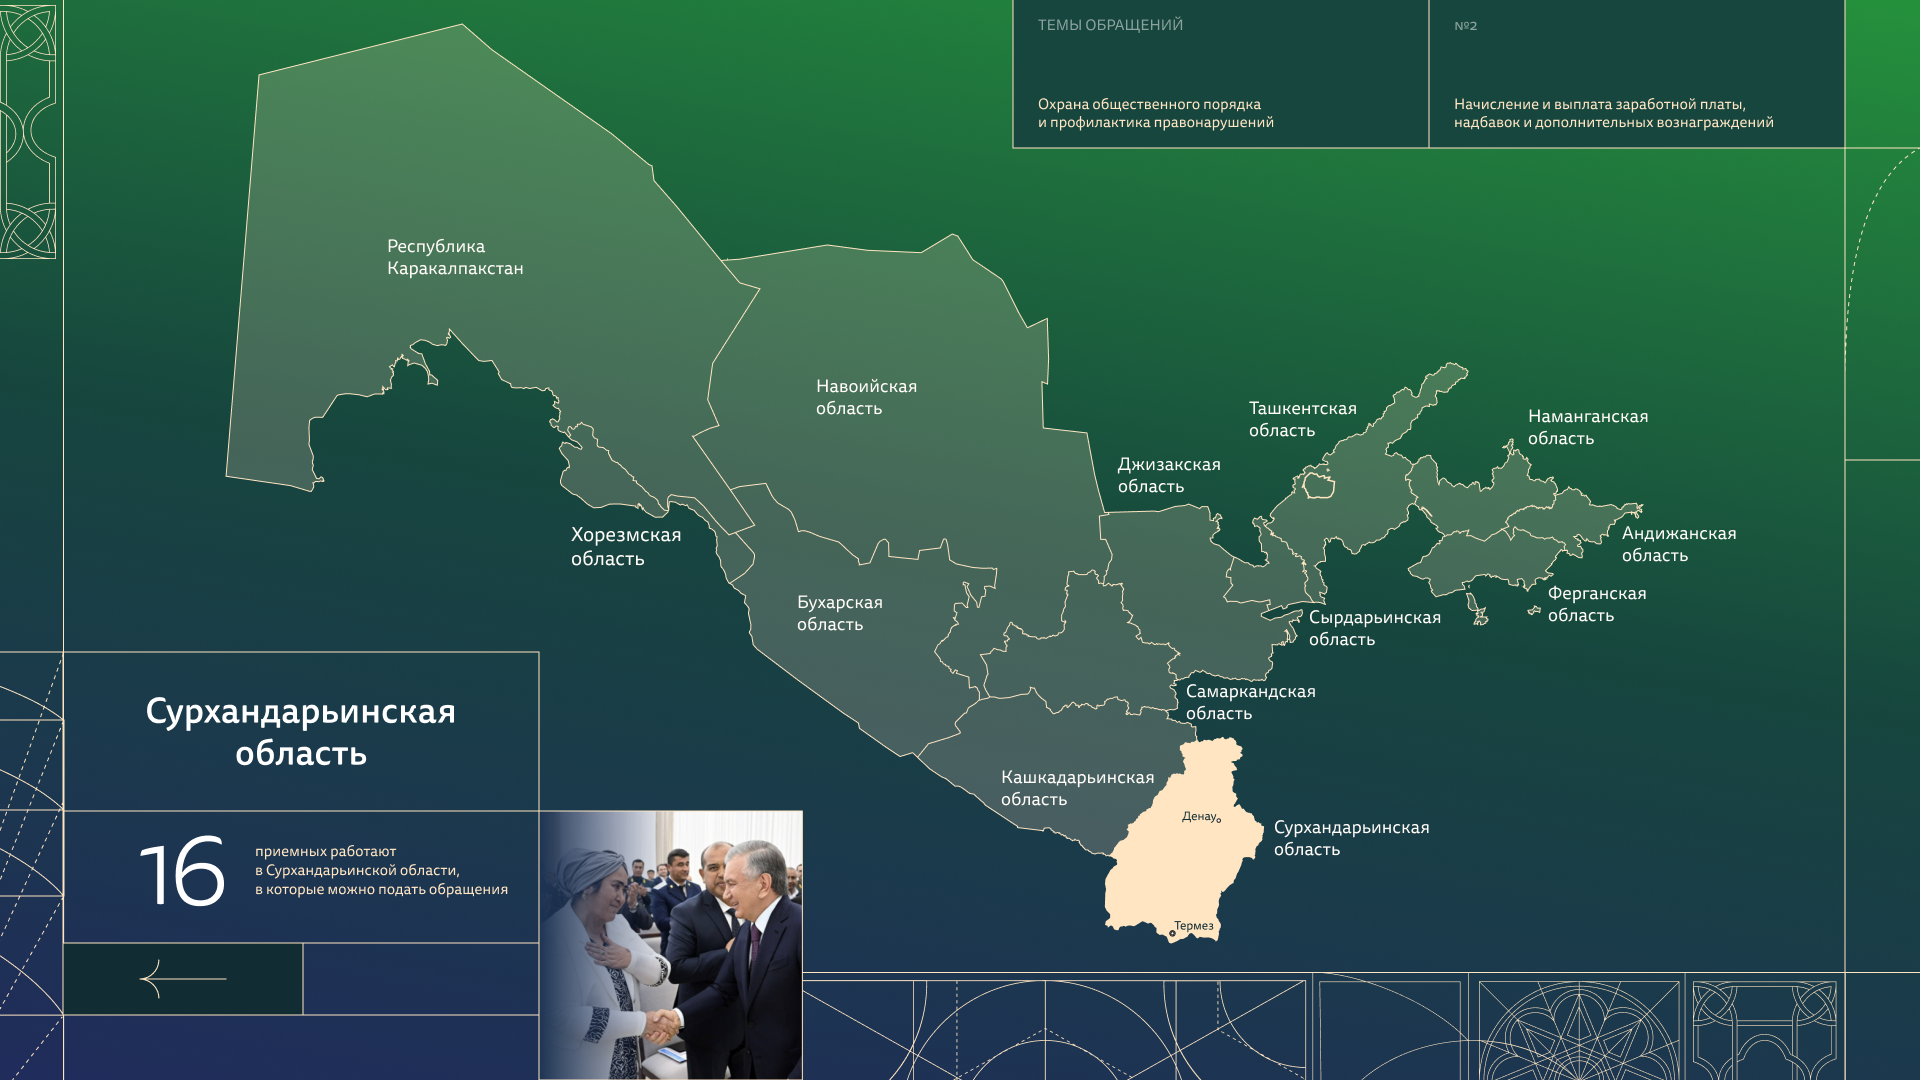 ТЕМЫ ОБРАЩЕНИЙ
№2
Охрана общественного порядка
и профилактика правонарушений
Начисление и выплата заработной платы,
надбавок и дополнительных вознаграждений
Республика
Каракалпакстан
Навоийская
область
Ташкентская
область
Наманганская
область
Джизакская
область
Хорезмская
область
Андижанская
область
Бухарская
область
Ферганская
область
Сырдарьинская
область
Самаркандская
область
Кашкадарьинская
область
Денау
Сурхандарьинская
область
Термез
Сурхандарьинская
область
16
приемных работают
в Сурхандарьинской области,
в которые можно подать обращения